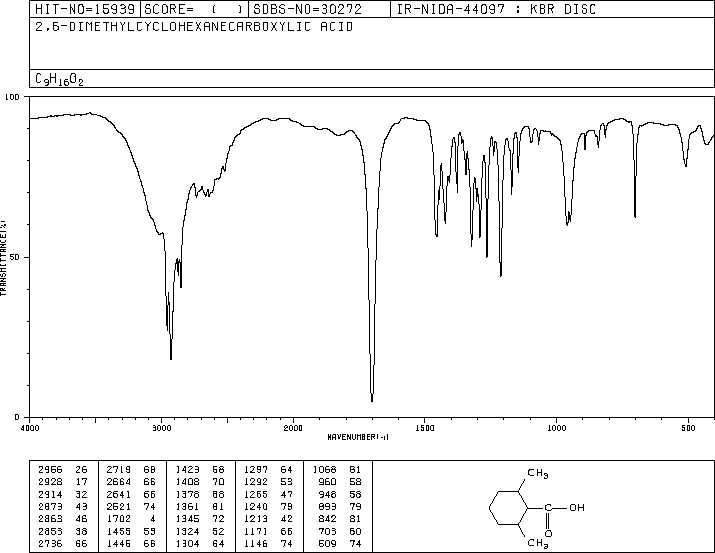 HIT-NO=15939 SCORE= ( ) SDBS-NO=30272 IR-NIDA-44097 : KBR DISC
2,6-DIMETHYLCYCLOHEXANECARBOXYLIC ACID
C9H16O2
100
50
0
TRANSMITTANCE(%)
4000 3000 2000 1500 1000 500
WAVENUMBER(-1)
2956 26 2719 68 1423 58 1297 64 1068 81
2928 17 2664 66 1408 70 1292 53 960 58
2914 32 2641 66 1378 68 1265 47 948 58
2873 43 2521 74 1361 81 1240 79 893 79
2863 46 1702 4 1345 72 1213 42 842 81
2853 38 1455 53 1324 52 1171 66 703 60
2736 66 1446 66 1304 64 1146 74 509 74
CH3
OH
C
O
CH3